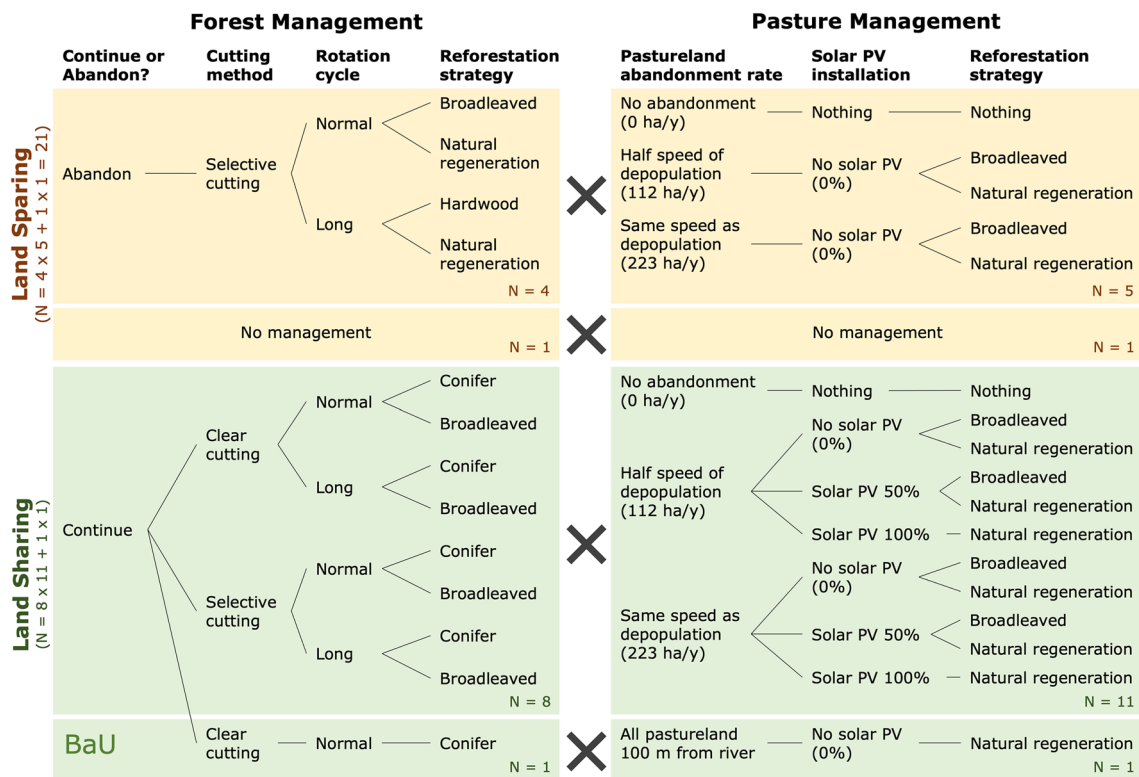 Forest Management
Pasture Management
Continue or
Abandon?
Cutting
method
Rotation
cycle
Reforestation
strategy
Pastureland
abandonment rate
Solar PV
installation
Reforestation
strategy
Land Sparing
(N = 4 x 5 + 1 x 1 = 21)
Abandon
Selective
cutting
Normal
Broadleaved
Natural
regeneration
Long
Hardwood
Natural
regeneration
N = 4
No abandonment
(0 ha/y)
Nothing
Nothing
Half speed of
depopulation
(112 ha/y)
No solar PV
(0%)
Broadleaved
Natural regeneration
Same speed as
depopulation
(223 ha/y)
No solar PV
(0%)
Broadleaved
Natural regeneration
N = 5
No management
N = 1
No management
N = 1
Land Sharing
(N = 8 x 11 + 1 x 1)
Continue
Clear
cutting
Normal
Conifer
Broadleaved
Long
Conifer
Broadleaved
Selective
cutting
Normal
Conifer
Broadleaved
Long
Conifer
Broadleaved
N = 8
No abandonment
(0 ha/y)
Nothing
Nothing
Half speed of
depopulation
(112 ha/y)
No solar PV
(0%)
Broadleaved
Natural regeneration
Solar PV 50%
Broadleaved
Natural regeneration
Solar PV 100%
Natural regeneration
Same speed as
depopulation
(223 ha/y)
No solar PV
(0%)
Broadleaved
Natural regeneration
Solar PV 50%
Broadleaved
Natural regeneration
Solar PV 100%
Natural regeneration
N = 11
BaU
Clear
cutting
Normal
Conifer
N = 1
All pastureland
100 m from river
No solar PV
(0%)
Natural regeneration
N = 1